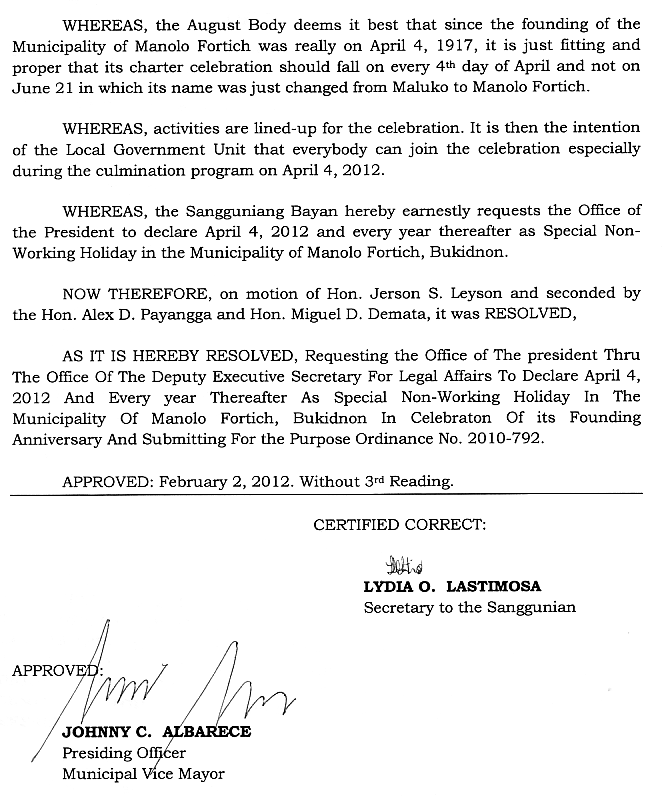 WHEREAS, the August Body deems it best that since the founding of the
Municipality of Manolo Fortich was really on April 4, 1917, it is just fitting and
proper that its charter celebration should fall on every 4th day of April and not on
June 21 in which its name was just changed from Maluko to Manolo Fortich.
WHEREAS, activities are lined-up for the celebration. It is then the intention
of the Local Government Unit that everybody can join the celebration especially
during the culmination program on April 4, 2012.
WHEREAS, the Sangguniang Bayan hereby earnestly requests the Office of
the President to declare April 4, 2012 and every year thereafter as Special Non-
Working Holiday in the Municipality of Manolo Fortich, Bukidnon.
NOW THEREFORE, on motion of Hon. Jerson S. Leyson and seconded by
the Hon. Alex D. Payangga and Hon. Miguel D. Demata, it was RESOLVED,
AS IT IS HEREBY RESOLVED, Requesting the Office of The president Thru
The Office Of The Deputy Executive Secretary For Legal Affairs To Declare April 4,
2012 And Every year Thereafter As Special Non-Working Holiday In The
Municipality Of Manolo Fortich, Bukidnon In Celebraton Of its Founding
Anniversary And Submitting For the Purpose Ordinance No. 2010-792.
APPROVED: February 2, 2012. Without 3rd Reading.
CERTIFIED CORRECT:
LYDIA O. LASTIMOSA
Secretary to the Sanggunian
APPROVED:
JOHNNY C. ALBARECE
Presiding Officer
Municipal Vice Mayor